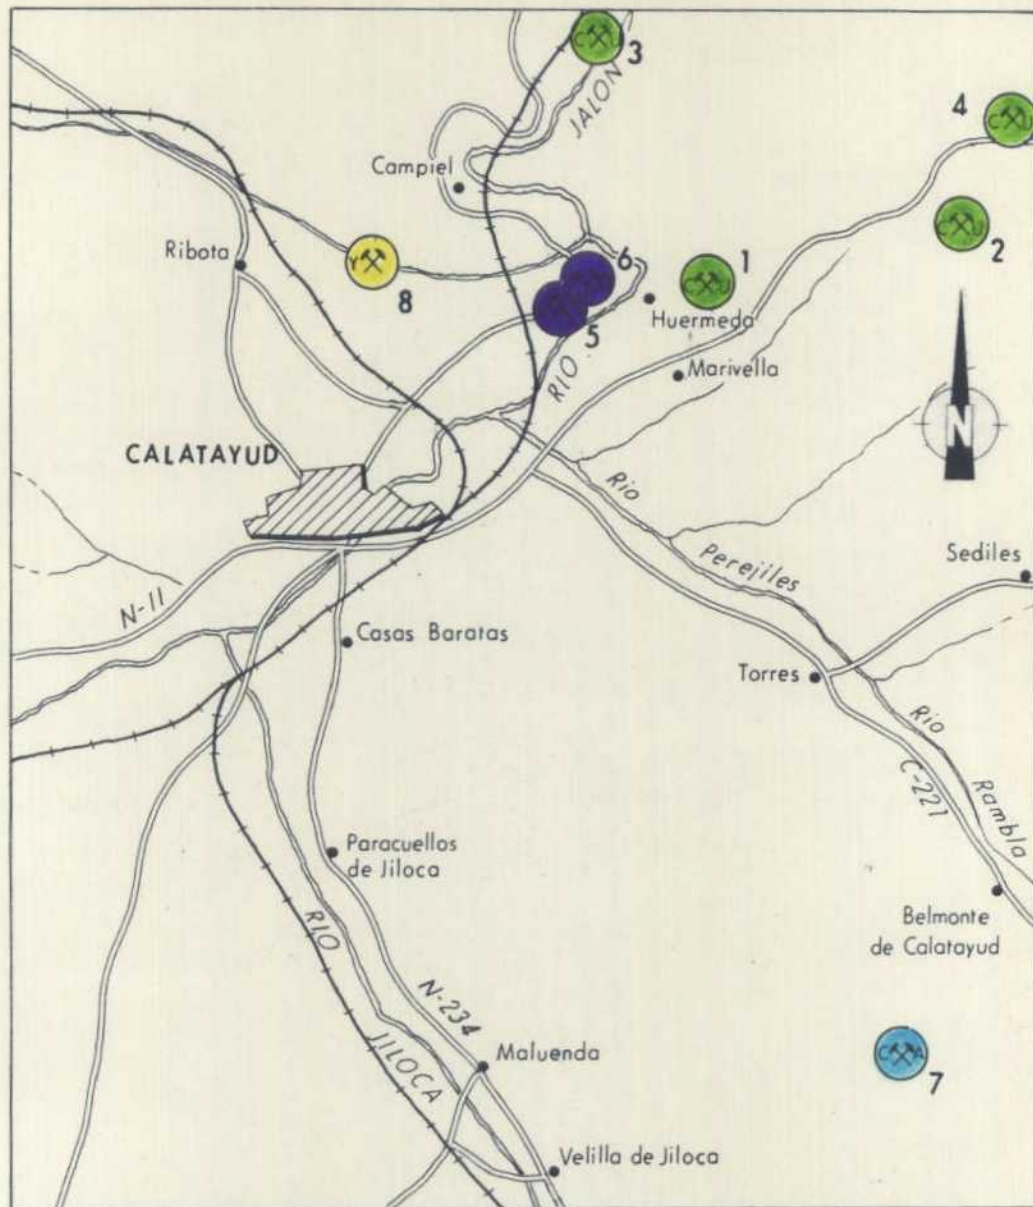 3
JALON
4
C U
Campiel
C U
2
Ribota
Y
8
6
5
1
C U
Huermeda
RIO
Marivella
CALATAYUD
N
Rio
Perejiles
Sediles
N-II
Casas Baratas
Torres
Rio
Rambla
C-221
Paracuellos
de Jiloca
RIO
JILOCA
Belmonte
de Calatayud
N-234
Maluenda
C A
7
Velilla de Jiloca